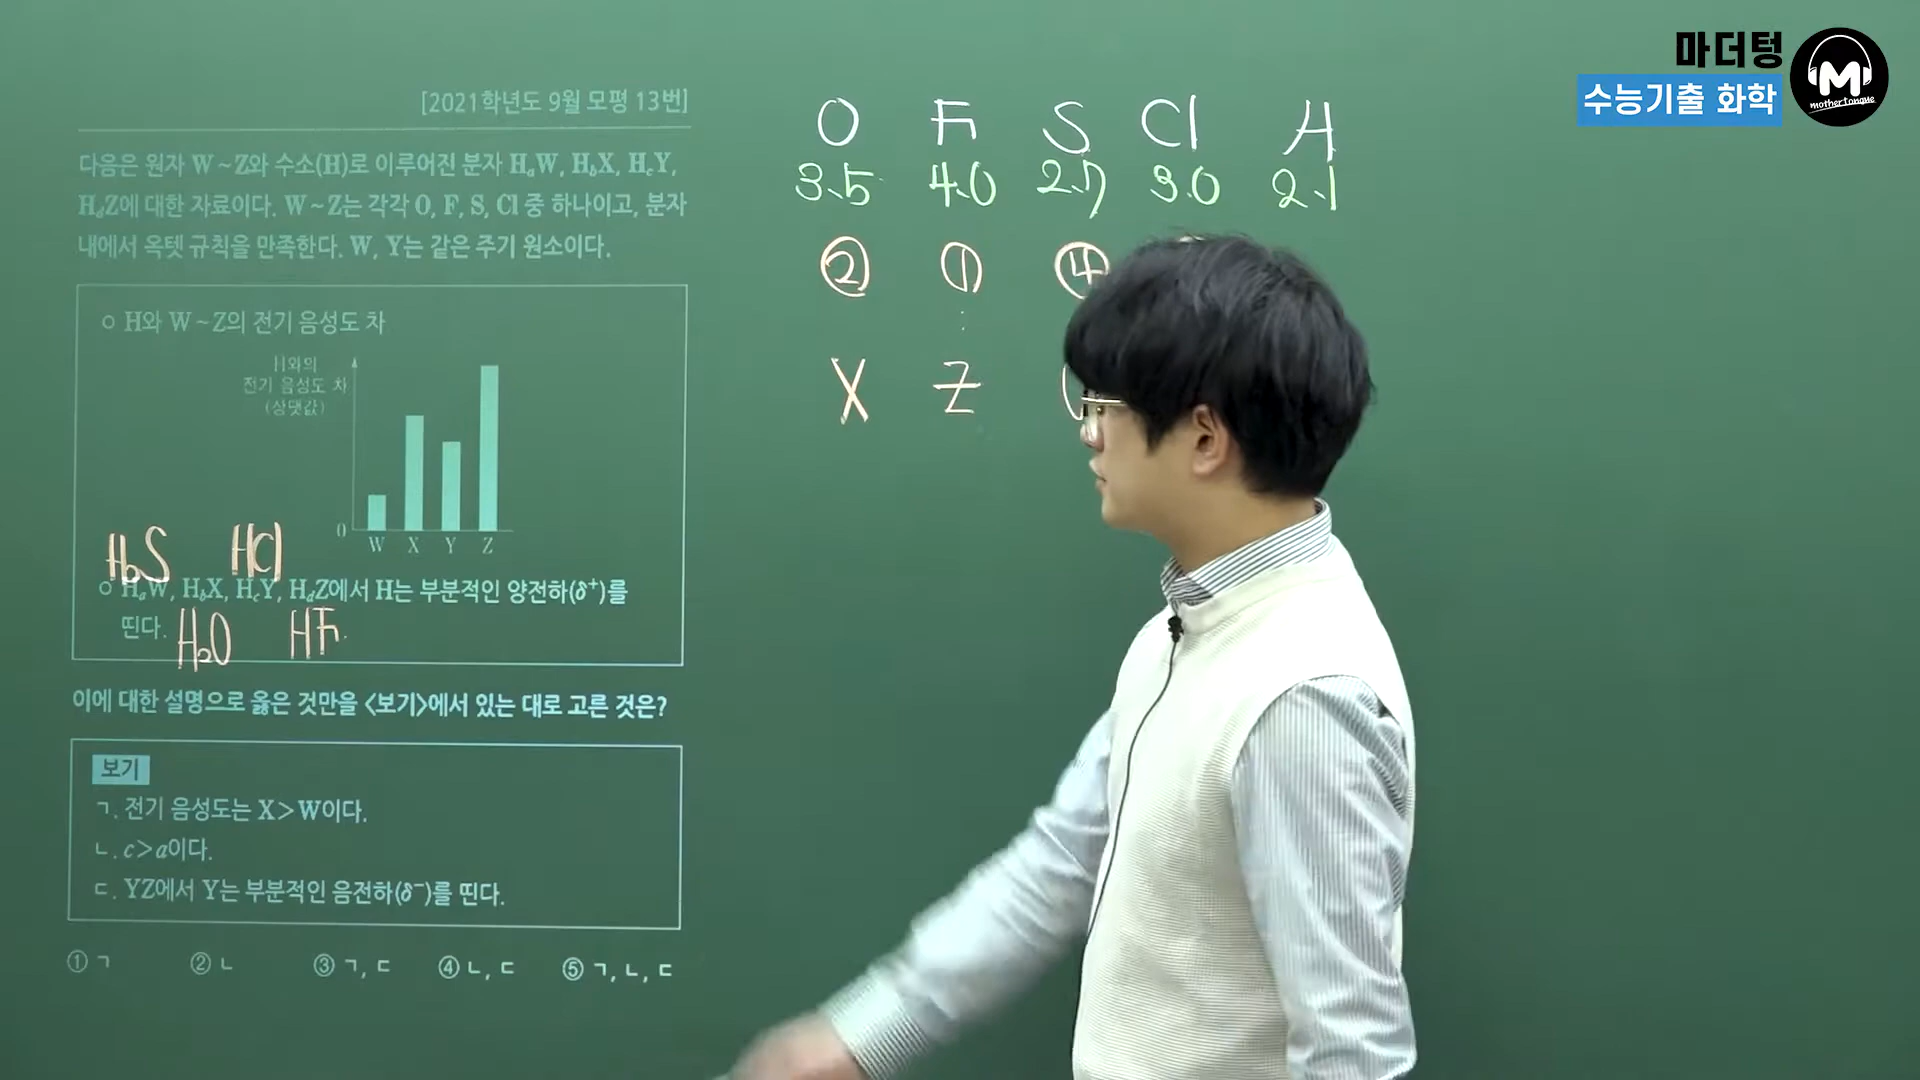 마더텅
수능기출 화학
mothertongue
[2021학년도 9월 모평 13번]
다음은 원자 W~Z와 수소(H)로 이루어진 분자 HₐW, H_bX, H_cY,
H_dZ에 대한 자료이다. W~Z는 각각 O, F, S, Cl 중 하나이고, 분자
내에서 옥텟 규칙을 만족한다. W, Y는 같은 주기 원소이다.
○ H와 W~Z의 전기 음성도 차
H와의
전기 음성도 차
(상댓값)
0
W X Y Z
H₂S HCl
○ HₐW, H_bX, H_cY, H_dZ에서 H는 부분적인 양전하(δ⁺)를
띤다.
H₂O HF
이에 대한 설명으로 옳은 것만을 <보기>에서 있는 대로 고른 것은?
보기
ㄱ. 전기 음성도는 X>W이다.
ㄴ. c>a이다.
ㄷ. YZ에서 Y는 부분적인 음전하(δ⁻)를 띤다.
① ㄱ ② ㄴ ③ ㄱ, ㄷ ④ ㄴ, ㄷ ⑤ ㄱ, ㄴ, ㄷ
O F S Cl H
3.5 4.0 2.7 3.0 2.1
② ① ④
X Z